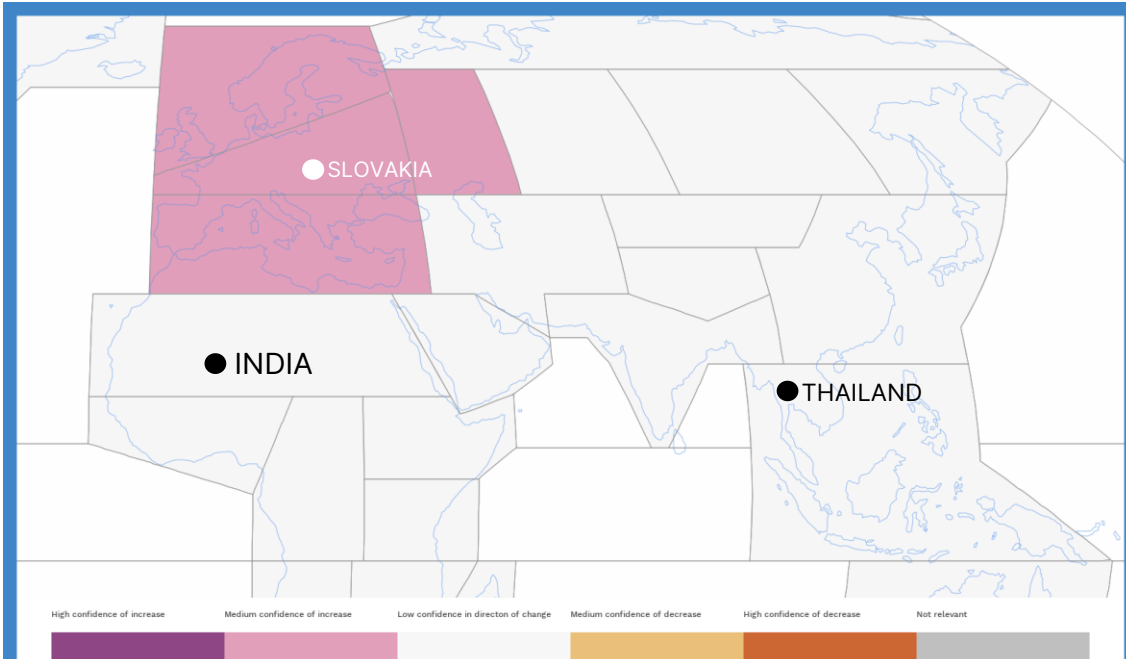 SLOVAKIA
INDIA
THAILAND
High confidence of increase
Medium confidence of increase
Low confidence in directon of change
Medium confidence of decrease
High confidence of decrease
Not relevant